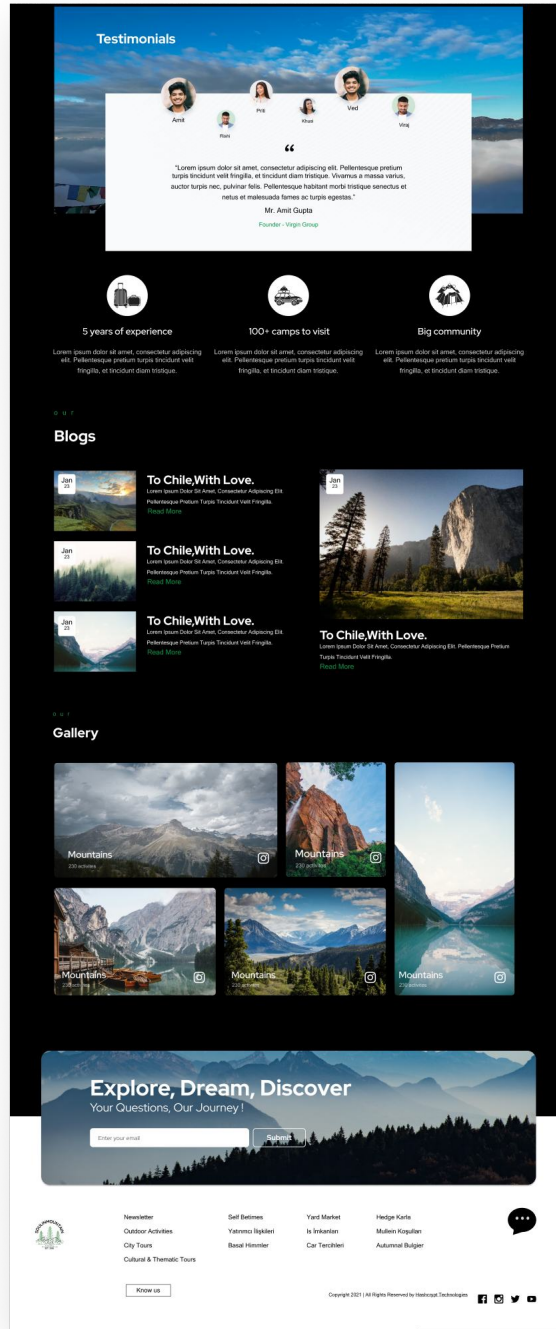 Testimonials
Amit
Priti
Ved
Viraj
“
“Lorem ipsum dolor sit amet, consectetur adipiscing elit. Pellentesque pretium
turpis tincidunt velit fringilla, et tincidunt diam tristique. Vivamus a massa varius,
auctor turpis nec, pulvinar felis. Pellentesque habitant morbi tristique senectus et
netus et malesuada fames ac turpis egestas.”
Mr. Amit Gupta
Founder - Virgin Group
5 years of experience
Lorem ipsum dolor sit amet, consectetur adipiscing
elit. Pellentesque pretium turpis tincidunt velit
fringilla, et tincidunt diam tristique.
100+ camps to visit
Lorem ipsum dolor sit amet, consectetur adipiscing
elit. Pellentesque pretium turpis tincidunt velit
fringilla, et tincidunt diam tristique.
Big community
Lorem ipsum dolor sit amet, consectetur adipiscing
elit. Pellentesque pretium turpis tincidunt velit
fringilla, et tincidunt diam tristique.
our
Blogs
Jan
23
To Chile,With Love.
Lorem Ipsum Dolor Sit Amet, Consectetur Adipiscing Elit.
Pellentesque Pretium Turpis Tincidunt Velit Fringilla.
Read More
Jan
23
To Chile,With Love.
Lorem Ipsum Dolor Sit Amet, Consectetur Adipiscing Elit.
Pellentesque Pretium Turpis Tincidunt Velit Fringilla.
Read More
Jan
23
To Chile,With Love.
Lorem Ipsum Dolor Sit Amet, Consectetur Adipiscing Elit.
Pellentesque Pretium Turpis Tincidunt Velit Fringilla.
Read More
Jan
23
To Chile,With Love.
Lorem Ipsum Dolor Sit Amet, Consectetur Adipiscing Elit. Pellentesque Pretium
Turpis Tincidunt Velit Fringilla.
Read More
our
Gallery
Mountains
230 activites
Mountains
230 activites
Mountains
230 activites
Mountains
230 activites
Mountains
230 activites
Explore, Dream, Discover
Your Questions, Our Journey !
Enter your email
Submit
Newsletter
Outdoor Activities
City Tours
Cultural & Thematic Tours
Self Betimes
Yatırımcı İlişkileri
Basal Himmler
Yard Market
Is İmkanları
Car Tercihleri
Hedge Karfa
Mullein Koşulları
Autumnal Bulgier
Know us
Copyright 2021 | All Rights Reserved by Technologies